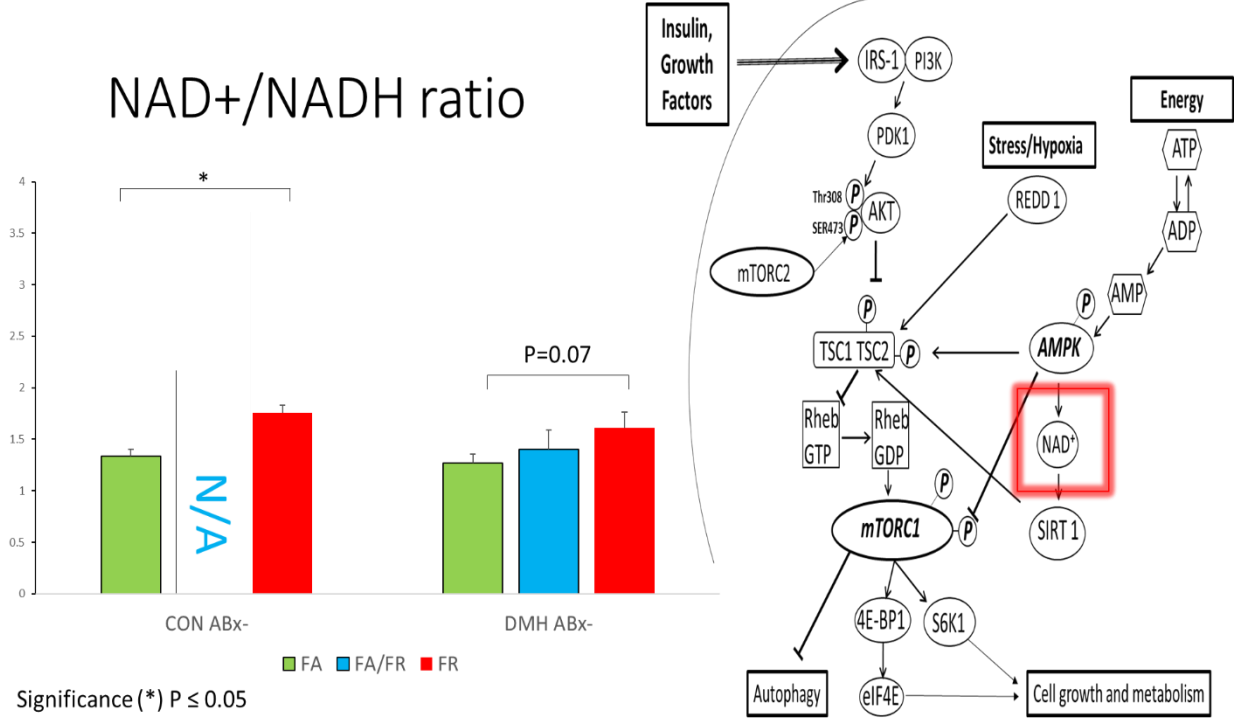 NAD+/NADH ratio
4
3.5
3
2.5
2
1.5
1
0.5
0
*
N/A
P=0.07
CON ABx-
DMH ABx-
FA
FA/FR
FR
Significance (*) P ≤ 0.05
Insulin,
Growth
Factors
IRS-1
PI3K
PDK1
Thr308
P
SER473
P
AKT
mTORC2
Stress/Hypoxia
REDD 1
Energy
ATP
ADP
AMP
P
AMPK
P
TSC1 TSC2
P
Rheb
GTP
Rheb
GDP
NAD+
SIRT 1
P
mTORC1
P
4E-BP1
S6K1
Autophagy
eIF4E
Cell growth and metabolism